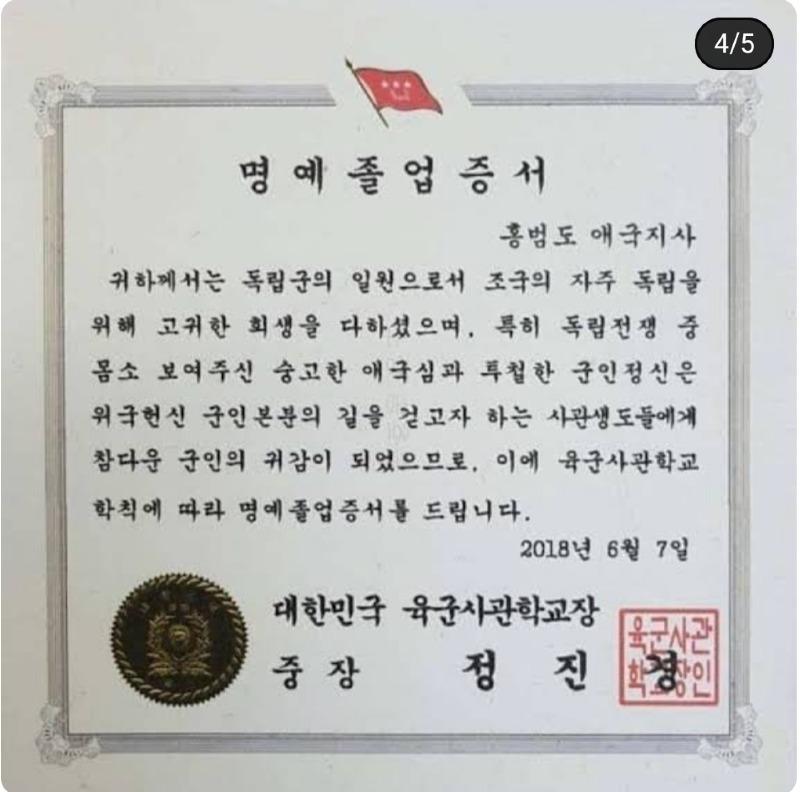 4/5
명예졸업증서
홍범도 애국지사
귀하께서는 독립군의 일원으로서 조국의 자주 독립을
위해 고귀한 희생을 다하셨으며, 특히 독립전쟁 중
몸소 보여주신 숭고한 애국심과 투철한 군인정신은
위국헌신 군인본분의 길을 걷고자 하는 사관생도들에게
참다운 군인의 귀감이 되었으므로, 이에 육군사관학교
학칙에 따라 명예졸업증서를 드립니다.
2018년 6월 7일
대한민국 육군사관학교장
중장 정진경
육군사관
학교장인